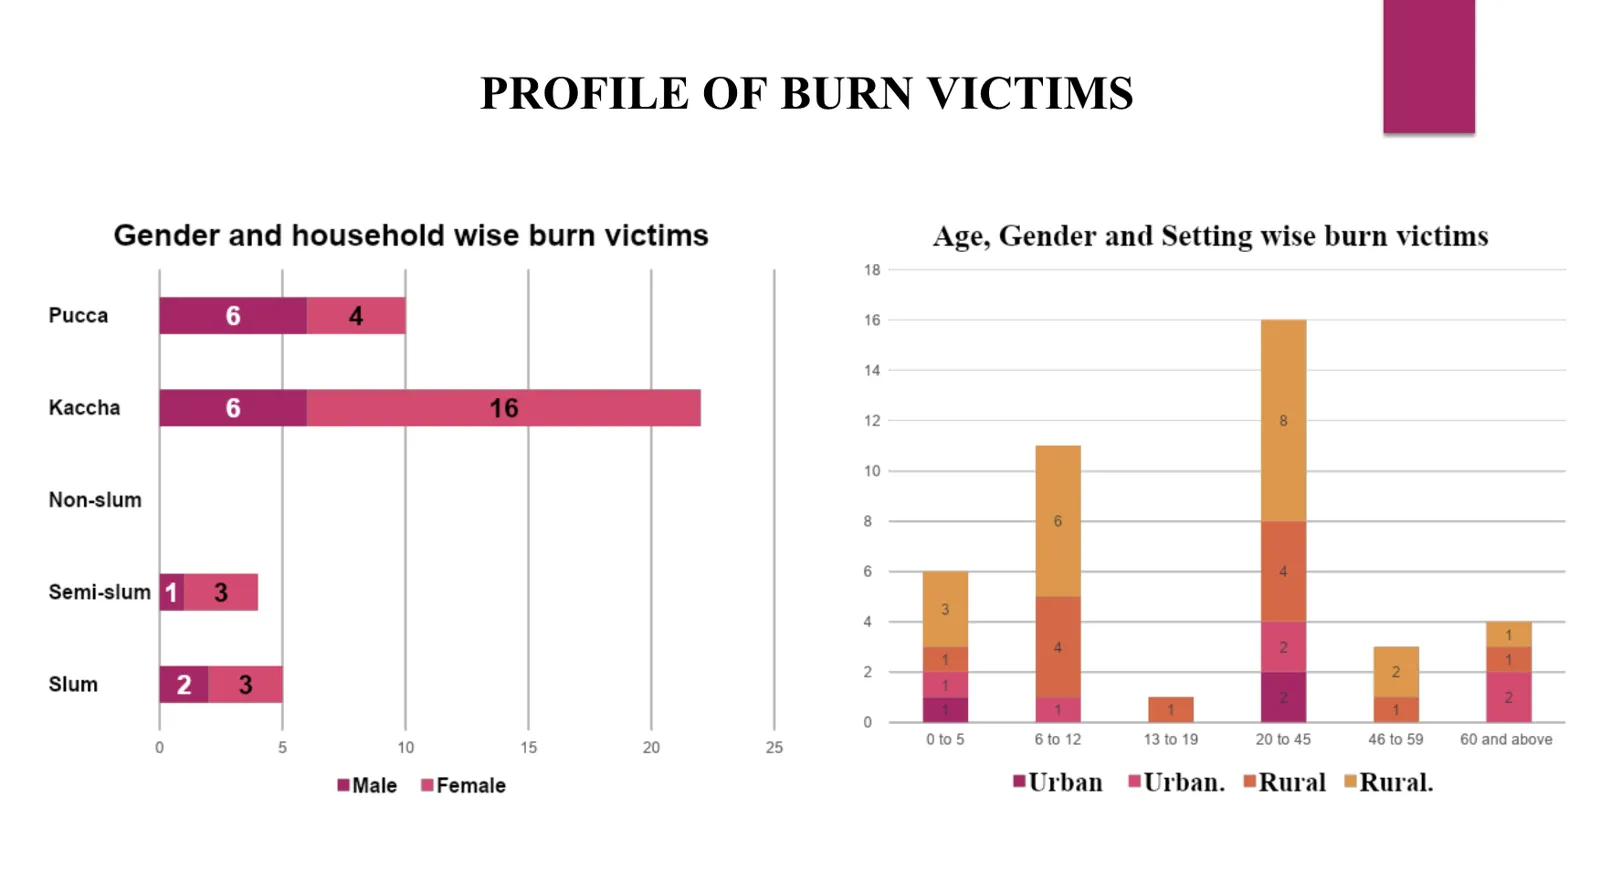 PROFILE OF BURN VICTIMS
Gender and household wise burn victims
Pucca 6 4
Kaccha 6 16
Non-slum
Semi-slum 1 3
Slum 2 3
0 5 10 15 20 25
Male Female
Age, Gender and Setting wise burn victims
18
16
14
12 8
10
8 6
6 4
4 3 4 2 1
2 1 1 2 1
1 1 1 1 2 1 2
0
0 to 5 6 to 12 13 to 19 20 to 45 46 to 59 60 and above
Urban Urban. Rural Rural.